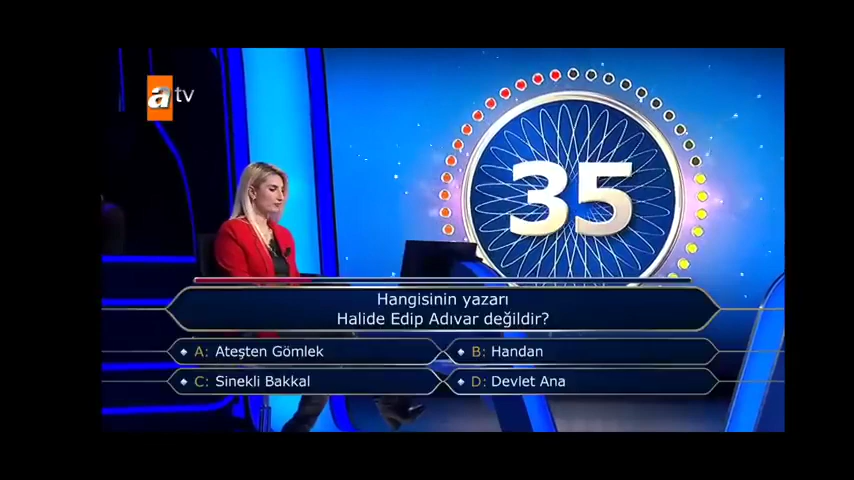 atv
35
Hangisinin yazarı
Halide Edip Adıvar değildir?
A: Ateşten Gömlek
B: Handan
C: Sinekli Bakkal
D: Devlet Ana